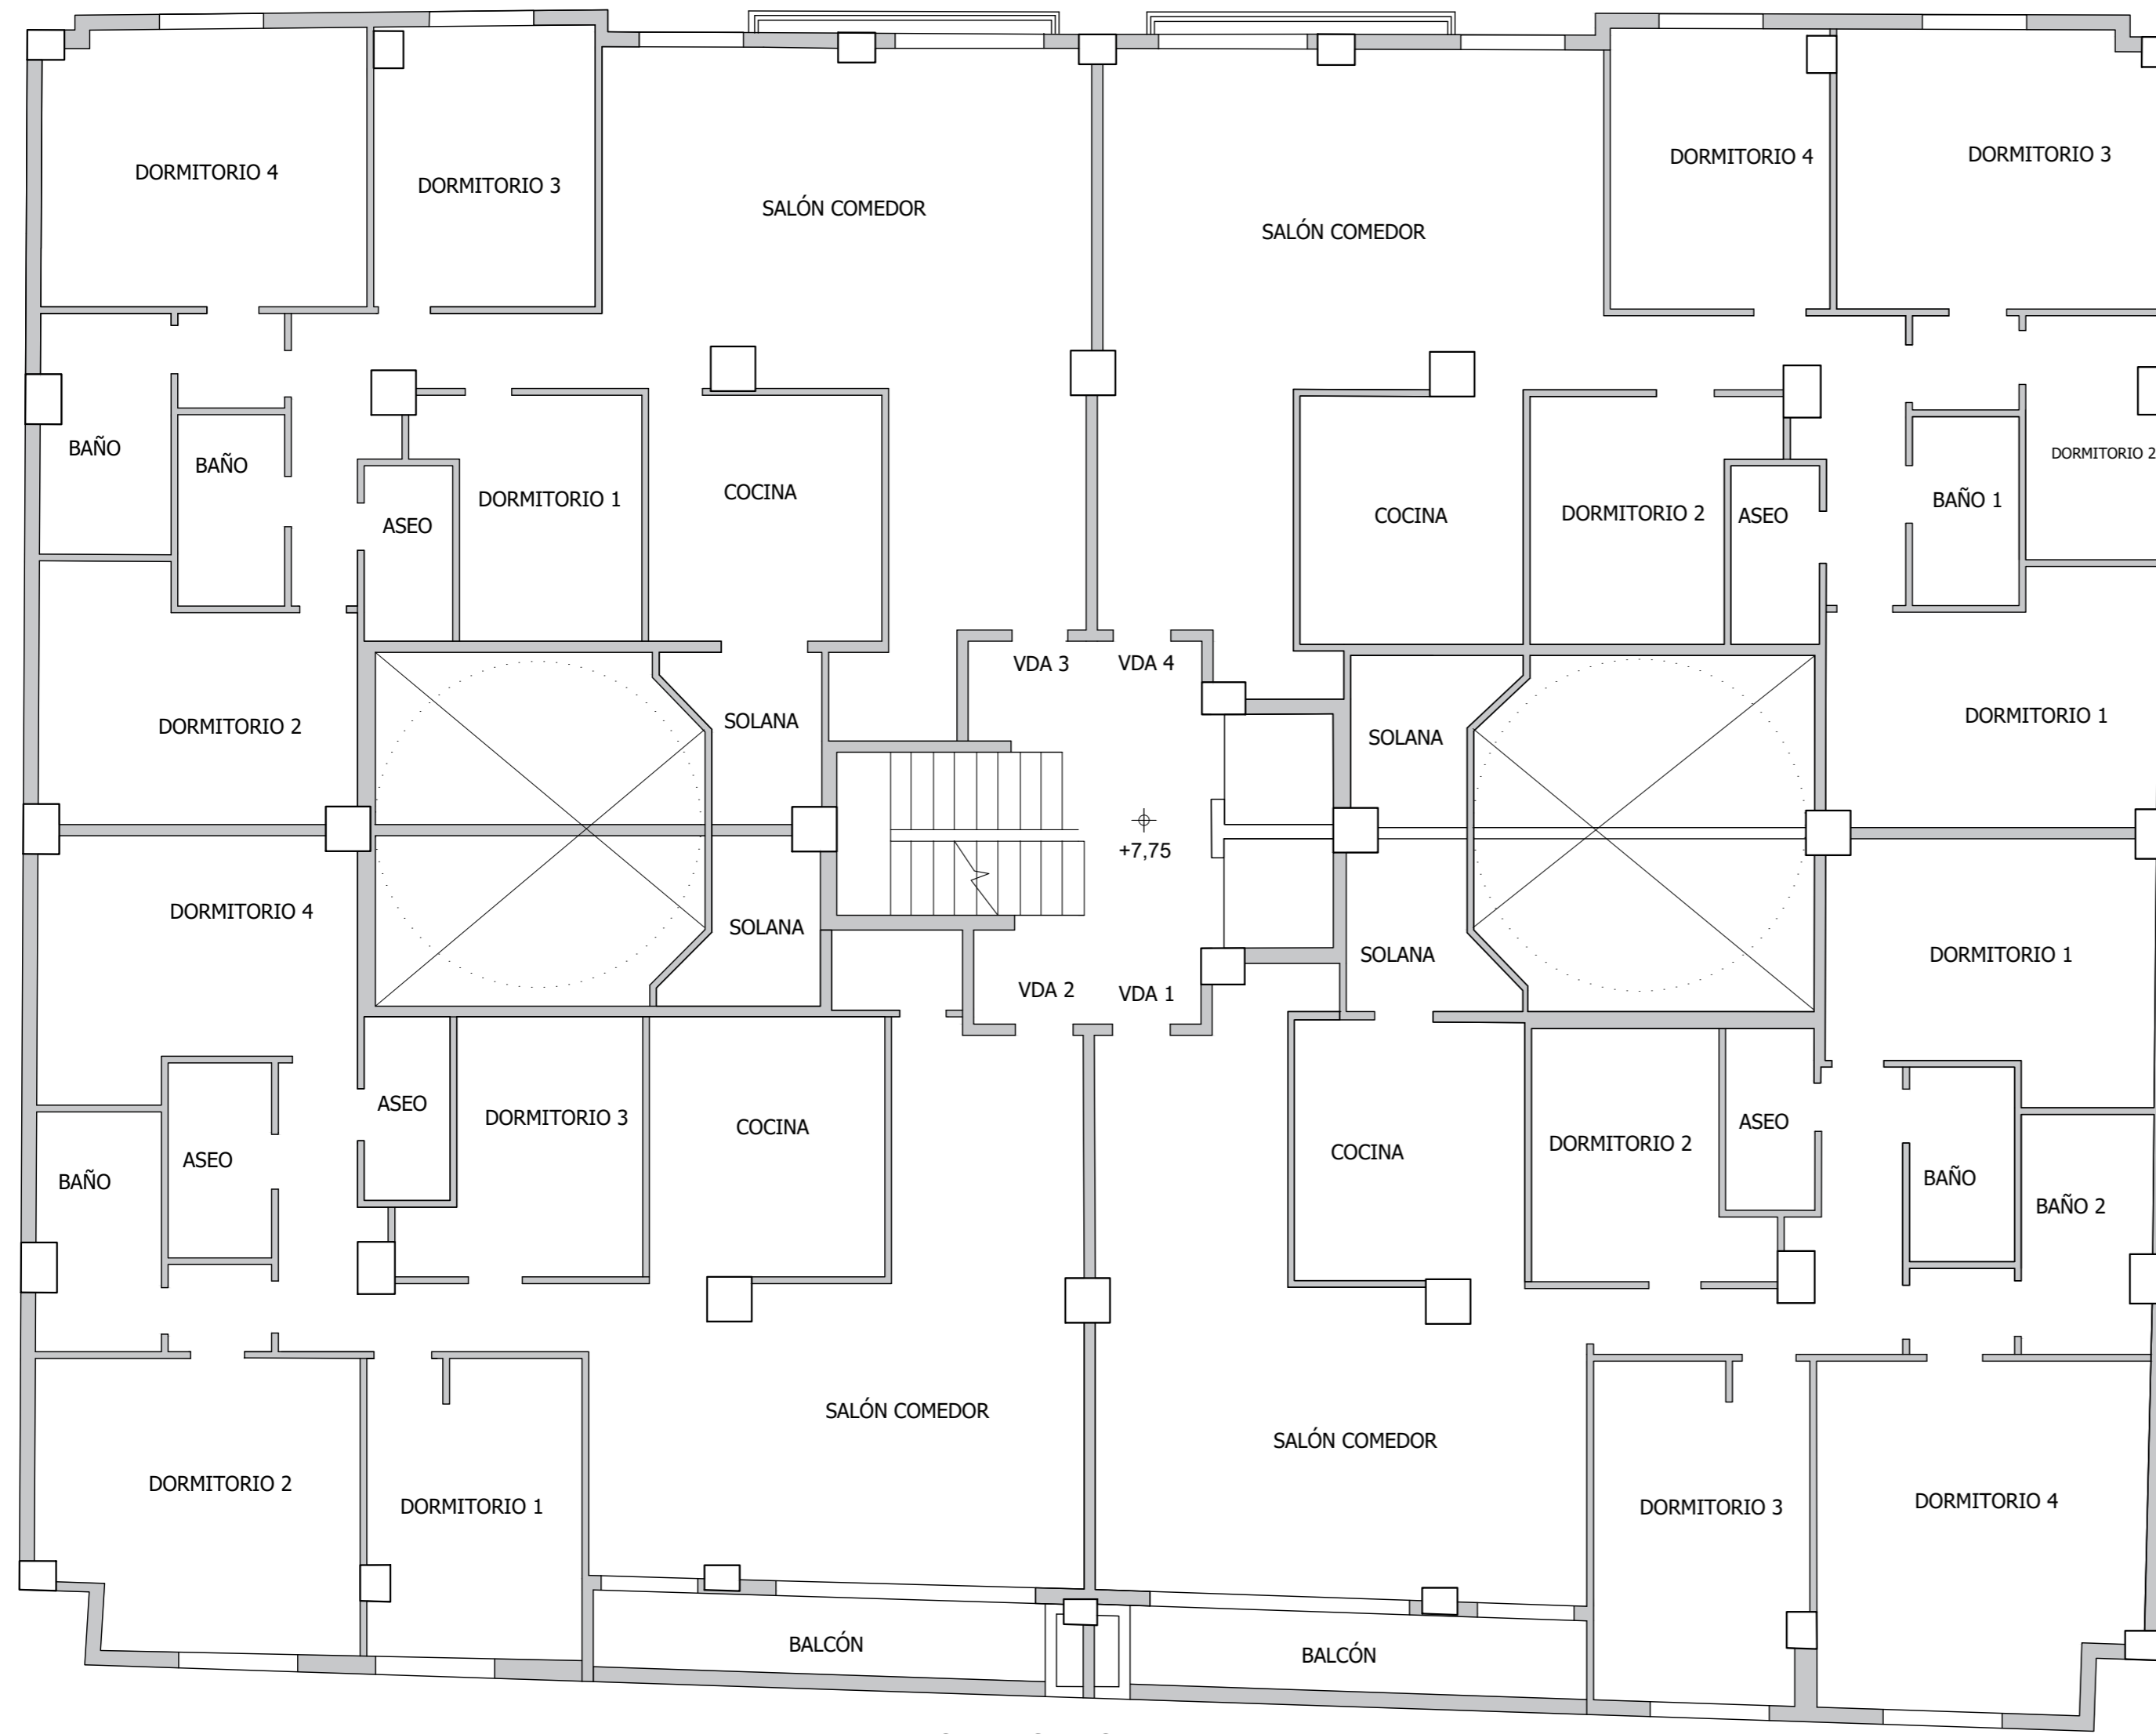 DORMITORIO 4
DORMITORIO 3
SALÓN COMEDOR
SALÓN COMEDOR
DORMITORIO 4
DORMITORIO 3
BAÑO
BAÑO
ASEO
DORMITORIO 1
COCINA
COCINA
DORMITORIO 2
ASEO
BAÑO 1
DORMITORIO 2
VDA 3
VDA 4
DORMITORIO 2
SOLANA
SOLANA
DORMITORIO 1
+7,75
DORMITORIO 4
SOLANA
SOLANA
DORMITORIO 1
VDA 2
VDA 1
BAÑO
ASEO
ASEO
DORMITORIO 3
COCINA
COCINA
DORMITORIO 2
ASEO
BAÑO
BAÑO 2
DORMITORIO 2
DORMITORIO 1
SALÓN COMEDOR
SALÓN COMEDOR
DORMITORIO 3
DORMITORIO 4
BALCÓN
BALCÓN